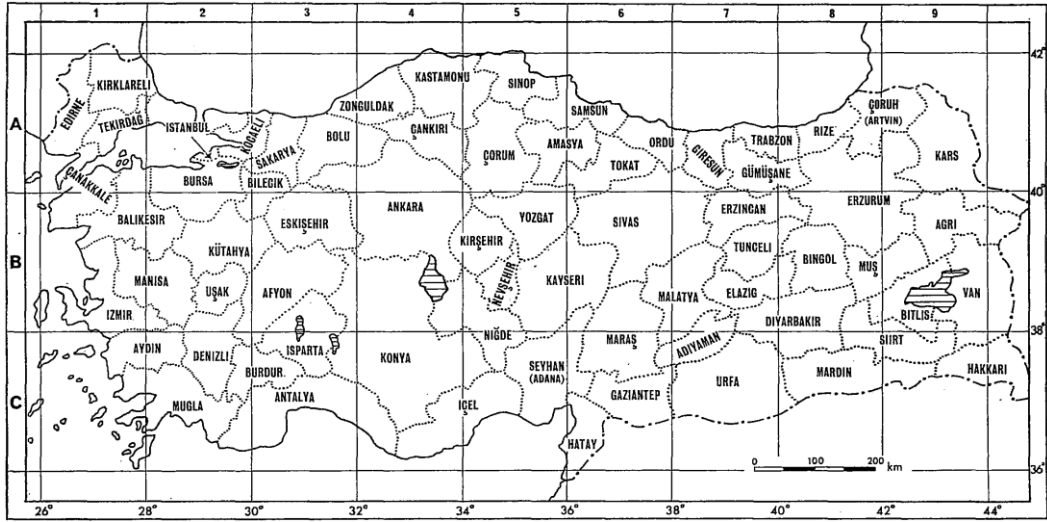 1 2 3 4 5 6 7 8 9
42°
KASTAMONU
SINOP
KIRKLARELI
ZONGULDAK
SAMSUN
ÇORUH
(ARTVIN)
EDIRNE
TEKIRDAG
ISTANBUL
KOCAELI
BOLU
ÇANKIRI
A
AMASYA
ORDU
TRABZON
RIZE
SAKARYA
ÇORUM
TOKAT
GIRESUN
GÜMÜŞANE
KARS
ÇANAKKALE
BURSA
BILECIK
40°
ANKARA
ERZURUM
BALIKESIR
ESKIŞEHIR
YOZGAT
SIVAS
ERZINCAN
AGRI
KÜTAHYA
KIRŞEHIR
TUNCELI
B
BINGOL
MUŞ
MANISA
UŞAK
AFYON
NEVŞEHIR
KAYSERI
MALATYA
ELAZIG
VAN
IZMIR
BITLIS
DIYARBAKIR
38°
NIĞDE
MARAŞ
ADIYAMAN
SIIRT
AYDIN
DENIZLI
ISPARTA
KONYA
SEYHAN
(ADANA)
BURDUR
URFA
MARDIN
HAKKARI
ANTALYA
GAZIANTEP
C
MUGLA
IÇEL
HATAY
0 100 200
km
36°
26° 28° 30° 32° 34° 36° 38° 40° 42° 44°